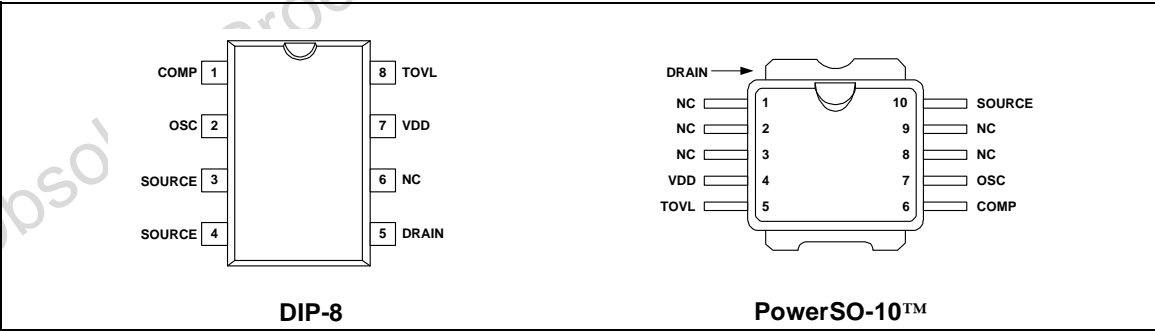 COMP 1 8 TOVL
OSC 2 7 VDD
SOURCE 3 6 NC
SOURCE 4 5 DRAIN
DIP-8
DRAIN
NC 1 10 SOURCE
NC 2 9 NC
NC 3 8 NC
VDD 4 7 OSC
TOVL 5 6 COMP
PowerSO-10™